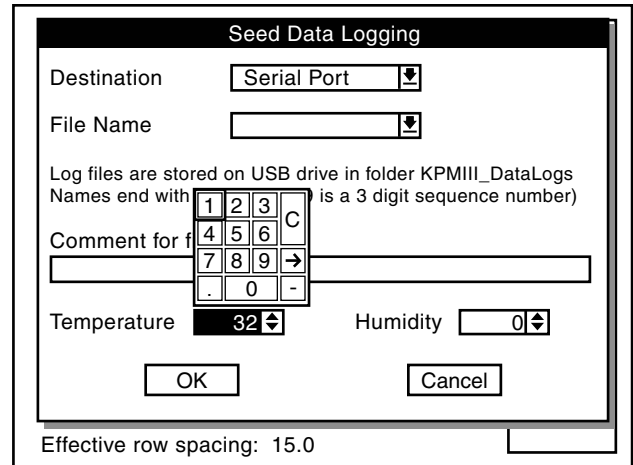 Seed Data Logging
Destination Serial Port
File Name
Log files are stored on USB drive in folder KPMIII_DataLogs
Names end with is a 3 digit sequence number)
Comment for f
1 2 3 C
4 5 6
7 8 9 →
. 0 -
Temperature 32 Humidity 0
OK Cancel
Effective row spacing: 15.0